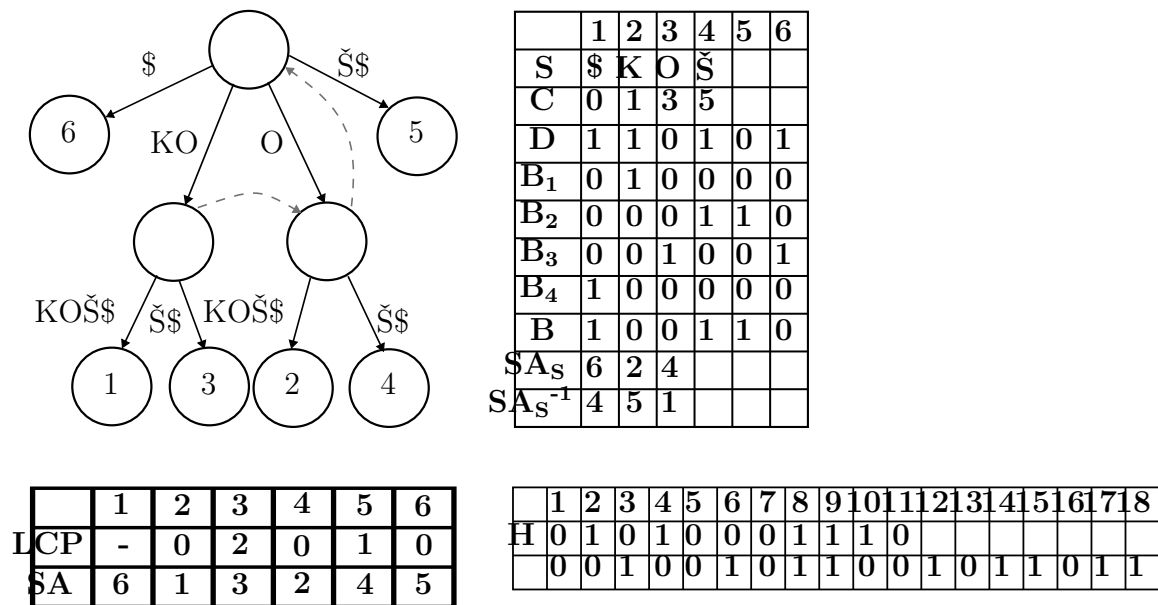 $ Š$
6 5
KO O
KOŠ$ Š$ KOŠ$ Š$
1 3 2 4
1 2 3 4 5 6
S $ K O Š
C 0 1 3 5
D 1 1 0 1 0 1
B₁ 0 1 0 0 0 0
B₂ 0 0 0 1 1 0
B₃ 0 0 1 0 0 1
B₄ 1 0 0 0 0 0
B 1 0 0 1 1 0
SA_S 6 2 4
SA_S⁻¹ 4 5 1
1 2 3 4 5 6
LCP - 0 2 0 1 0
SA 6 1 3 2 4 5
1 2 3 4 5 6 7 8 9 10 11 12 13 14 15 16 17 18
H 0 1 0 1 0 0 0 1 1 1 0
0 0 1 0 0 1 0 1 1 0 0 1 0 1 1 0 1 1